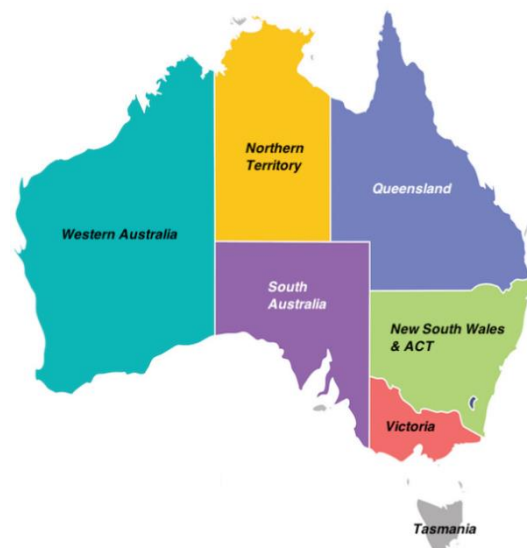 Northern
Territory
Queensland
Western Australia
South
Australia
New South Wales
& ACT
Victoria
Tasmania